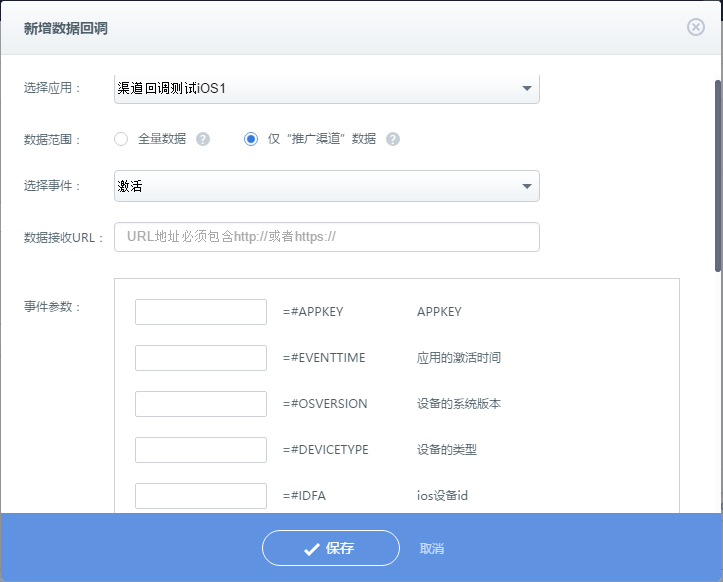 新增数据回调
选择应用： 渠道回调测试iOS1
数据范围： 全量数据 ? 仅“推广渠道”数据 ?
选择事件： 激活
数据接收URL： URL地址必须包含http://或者https://
事件参数： =#APPKEY APPKEY
=#EVENTTIME 应用的激活时间
=#OSVERSION 设备的系统版本
=#DEVICETYPE 设备的类型
=#IDFA ios设备id
保存 取消